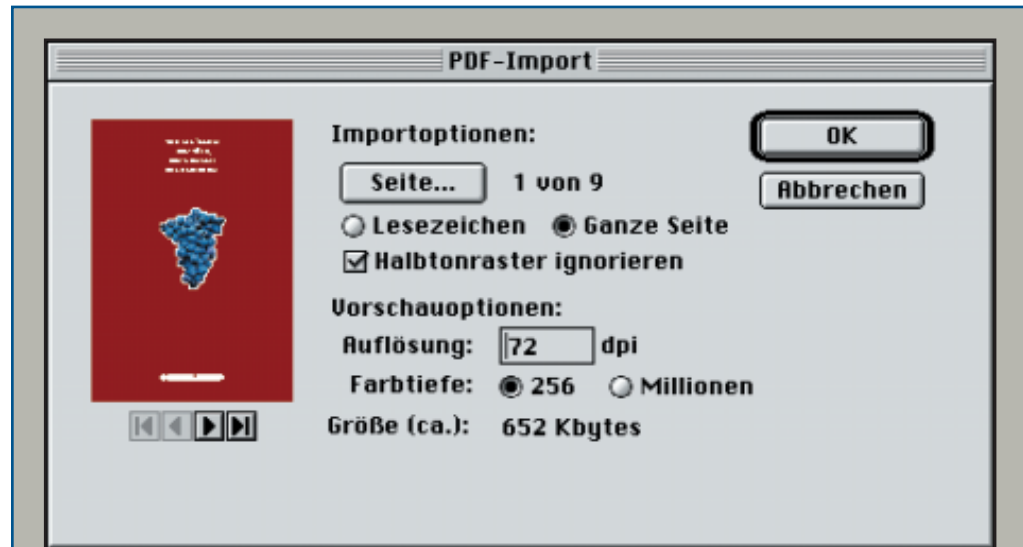 PDF-Import
Importoptionen:
OK
Seite... 1 von 9
Abbrechen
Lesezeichen Ganze Seite
Halbtonraster ignorieren
Vorschauoptionen:
Auflösung: 72 dpi
Farbtiefe: 256 Millionen
Größe (ca.): 652 Kbytes